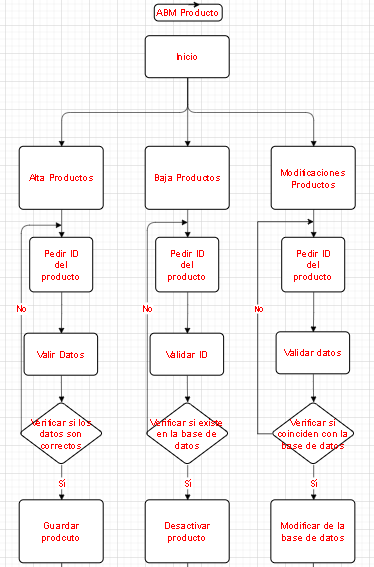 ABM Producto
Inicio
Alta Productos
Baja Productos
Modificaciones
Productos
Pedir ID
del
producto
Pedir ID
del
producto
Pedir ID
del
producto
No
No
No
Valir Datos
Validar ID
Validar datos
Verificar si los
datos son
correctos
Verificar si existe
en la base de
datos
Verificar si
coinciden con la
base de datos
Sí
Sí
Sí
Guardar
prodcuto
Desactivar
producto
Modificar de la
base de datos